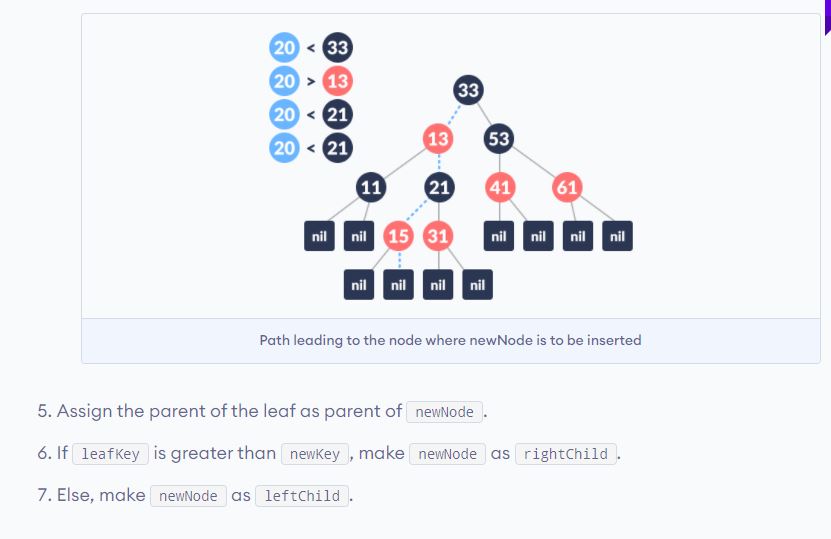 20 < 33
20 > 13
20 < 21
20 < 21
33
13 53
11 21 41 61
nil nil 15 31 nil nil nil nil
nil nil nil nil
Path leading to the node where newNode is to be inserted
5. Assign the parent of the leaf as parent of newNode .
6. If leafKey is greater than newKey , make newNode as rightChild .
7. Else, make newNode as leftChild .